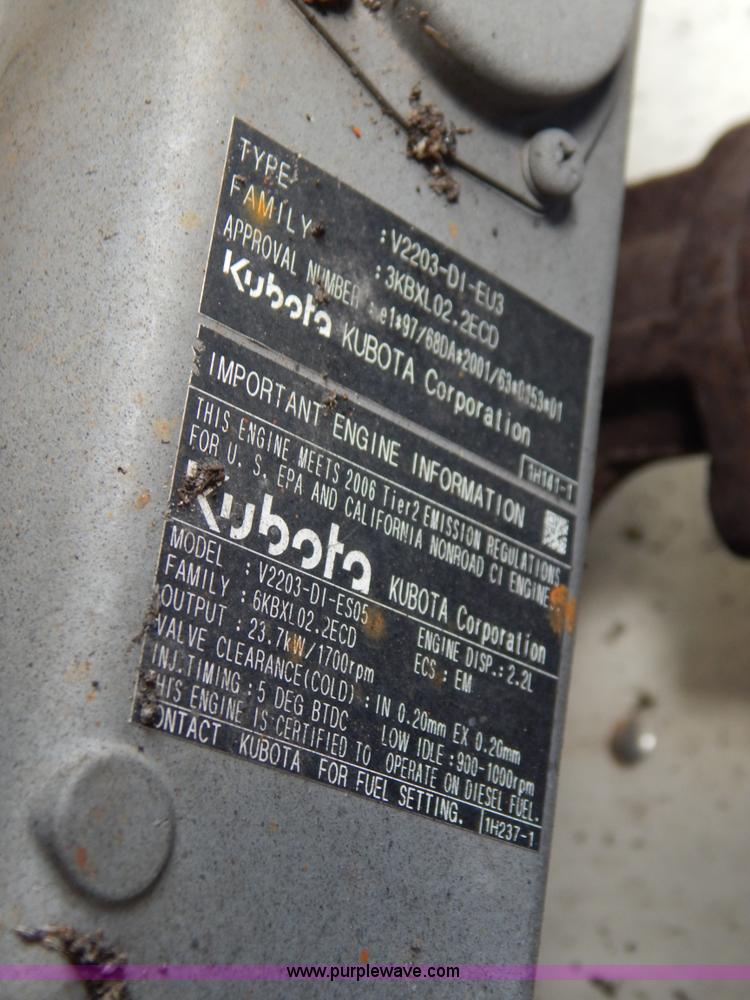 TYPE : V2203-DI-EU3
FAMILY : 3KBXL02.2ECD
APPROVAL NUMBER : e1*97/68DA*2001/63*0053*01
Kubota KUBOTA Corporation
1H141-1
IMPORTANT ENGINE INFORMATION
THIS ENGINE MEETS 2006 Tier2 EMISSION REGULATIONS
FOR U. S. EPA AND CALIFORNIA NONROAD CI ENGINE
Kubota KUBOTA Corporation
MODEL : V2203-DI-ES05 ENGINE DISP.: 2.2L
FAMILY : 6KBXL02.2ECD ECS : EM
OUTPUT : 23.7kW/1700rpm
VALVE CLEARANCE(COLD) : IN 0.20mm EX 0.20mm
INJ.TIMING : 5 DEG BTDC LOW IDLE : 900-1000rpm
HIS ENGINE IS CERTIFIED TO OPERATE ON DIESEL FUEL.
ONTACT KUBOTA FOR FUEL SETTING.
1H237-1
www.purplewave.com